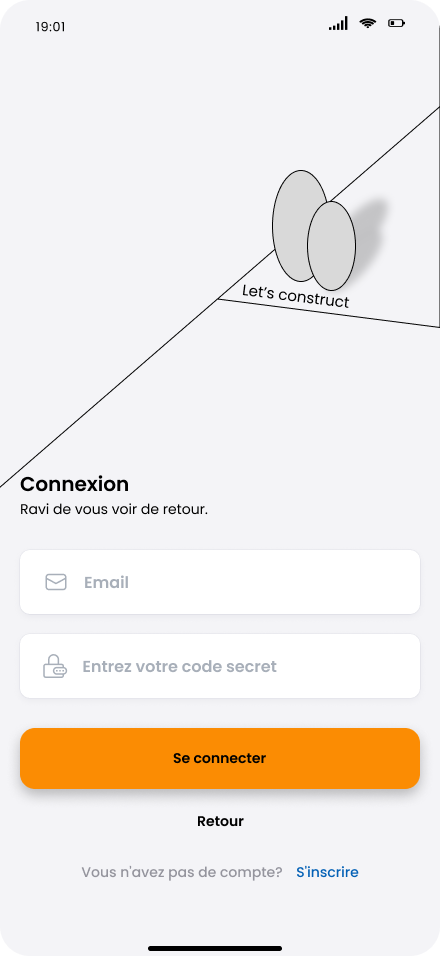 19:01
Let's construct
Connexion
Ravi de vous voir de retour.
Email
Entrez votre code secret
Se connecter
Retour
Vous n'avez pas de compte? S'inscrire